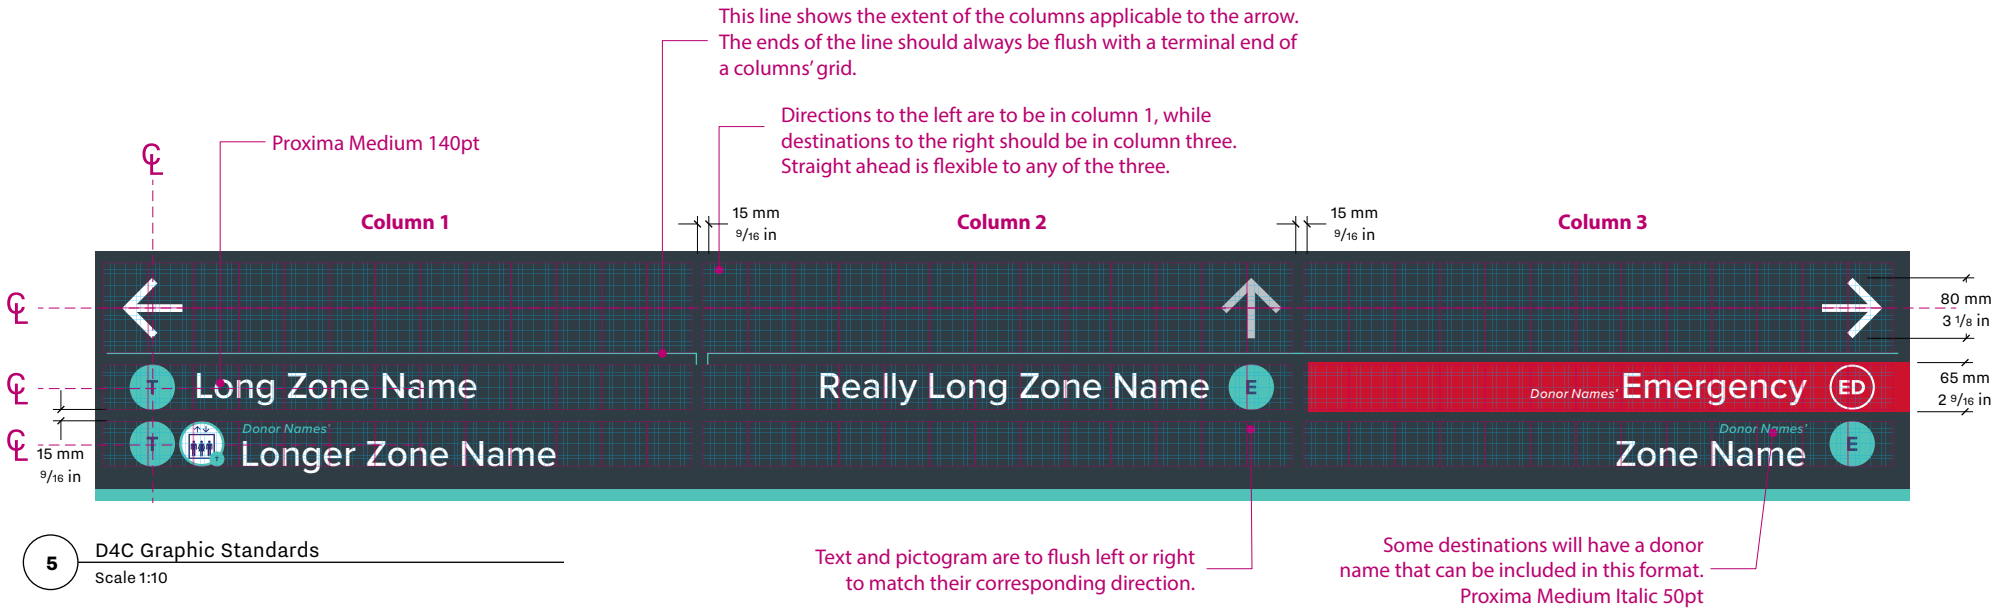 This line shows the extent of the columns applicable to the arrow.
The ends of the line should always be flush with a terminal end of
a columns' grid.
Directions to the left are to be in column 1, while
destinations to the right should be in column three.
Straight ahead is flexible to any of the three.
Proxima Medium 140pt
℄
Column 1
15 mm
9/16 in
Column 2
15 mm
9/16 in
Column 3
℄
80 mm
3 1/8 in
℄
T Long Zone Name
Really Long Zone Name E
Donor Names' Emergency ED
65 mm
2 9/16 in
℄
15 mm
9/16 in
T T
Donor Names'
Longer Zone Name
Donor Names'
Zone Name E
5
D4C Graphic Standards
Scale 1:10
Text and pictogram are to flush left or right
to match their corresponding direction.
Some destinations will have a donor
name that can be included in this format.
Proxima Medium Italic 50pt